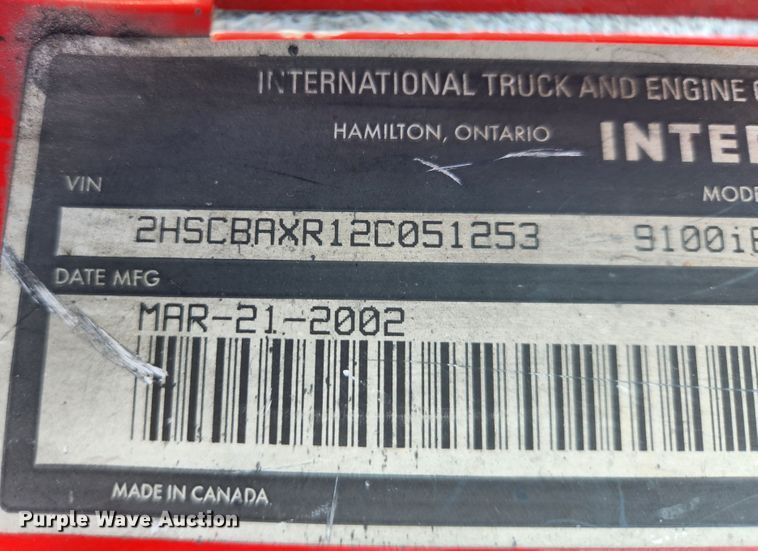 INTERNATIONAL TRUCK AND ENGINE
HAMILTON, ONTARIO
INTE
VIN
MODE
2HSCBAXR12C051253 9100i
DATE MFG
MAR-21-2002
MADE IN CANADA
Purple Wave Auction